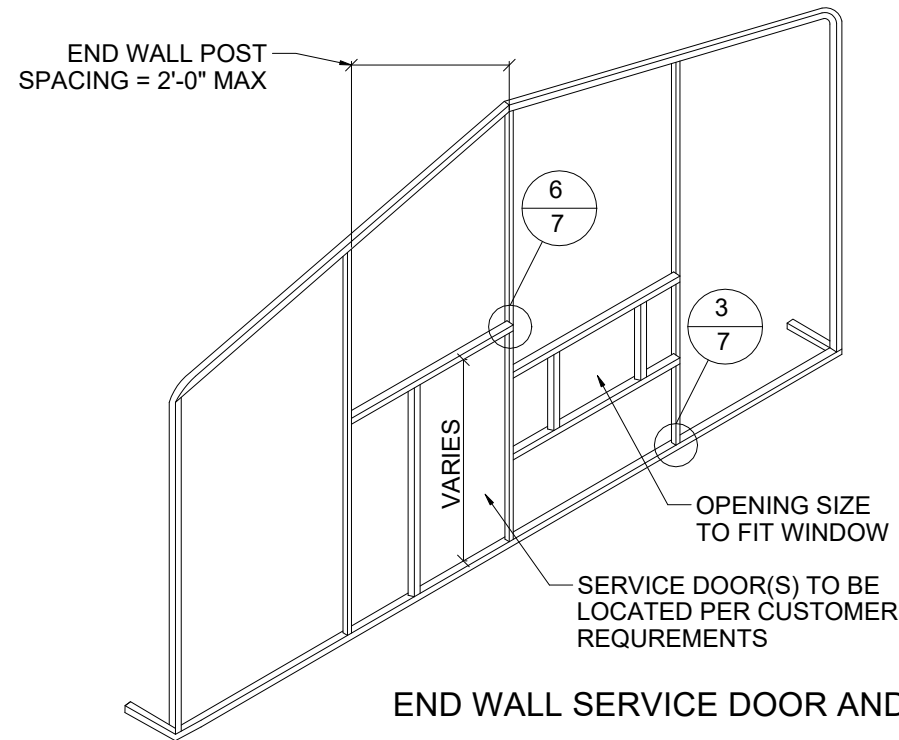 END WALL POST
SPACING = 2'-0" MAX
6
7
3
7
VARIES
OPENING SIZE
TO FIT WINDOW
SERVICE DOOR(S) TO BE
LOCATED PER CUSTOMER
REQUREMENTS
END WALL SERVICE DOOR AND